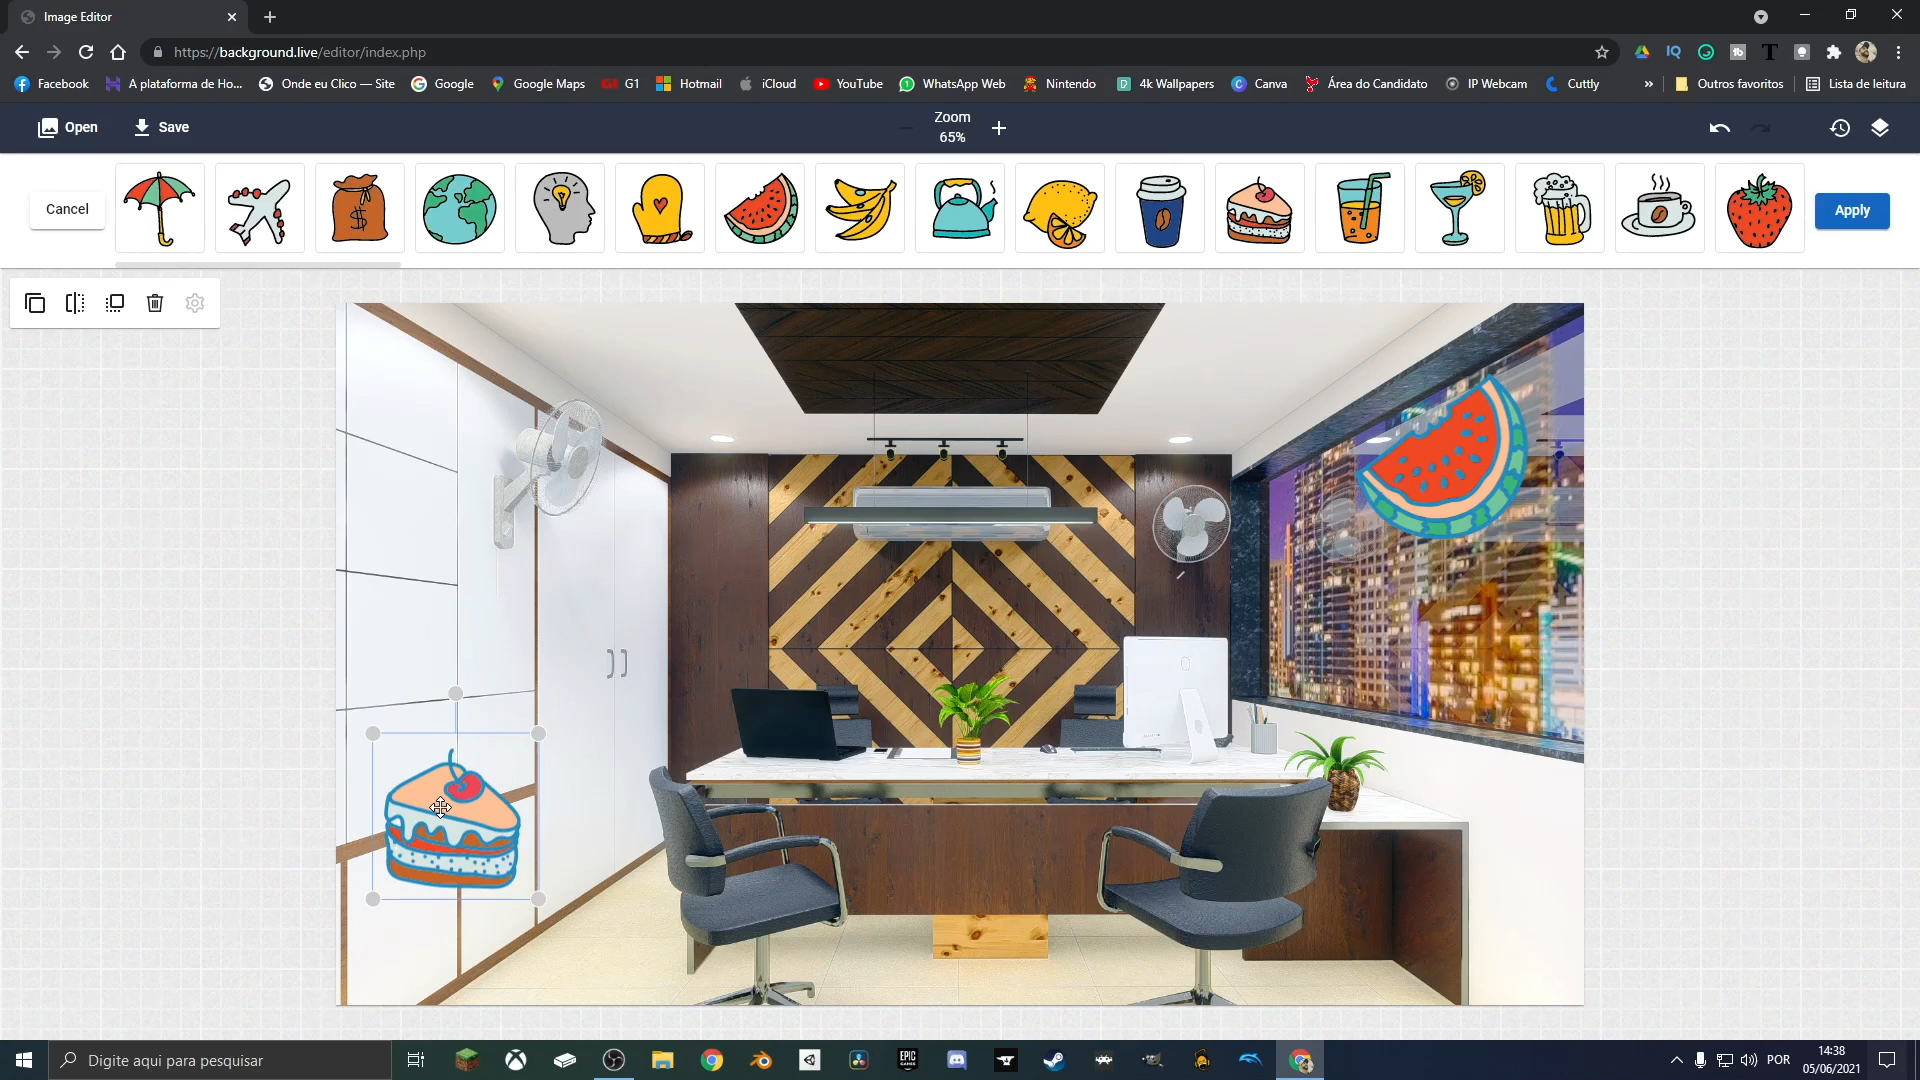 Image Editor
https://background.live/editor/index.php
Facebook
A plataforma de Ho...
Onde eu Clico — Site
Google
Google Maps
G1
Hotmail
iCloud
YouTube
WhatsApp Web
Nintendo
4k Wallpapers
Canva
Área do Candidato
IP Webcam
Cuttly
»
Outros favoritos
Lista de leitura
Open
Save
Zoom
65%
Cancel
Apply
Digite aqui para pesquisar
POR
14:38
05/06/2021